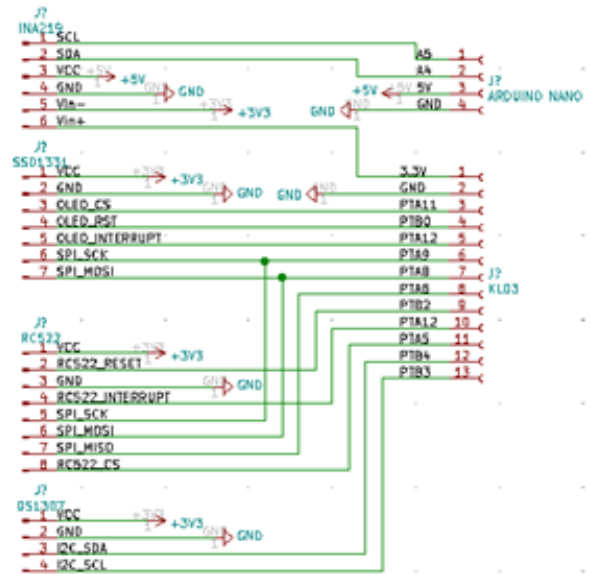 J?
INA219
1 SCL
2 SDA
3 VCC +5V
4 GND GND
5 Vin- +3V3
6 Vin+
A5 1
A4 2
+5V 5V 3
GND GND 4
J?
ARDUINO NANO
J?
SSD1331
1 VCC +3V3
2 GND GND
3 OLED_CS
4 OLED_RST
5 OLED_INTERRUPT
6 SPI_SCK
7 SPI_MOSI
3.3V 1
GND GND 2
PTA11 3
PTB0 4
PTA12 5
PTA9 6
PTA8 7
PTA6 8
PTB2 9
PTA12 10
PTA5 11
PTB4 12
PTB3 13
J?
KL03
J?
RC522
1 VCC +3V3
2 RC522_RESET
3 GND GND
4 RC522_INTERRUPT
5 SPI_SCK
6 SPI_MOSI
7 SPI_MISO
8 RC522_CS
J?
DS1307
1 VCC +3V3
2 GND GND
3 I2C_SDA
4 I2C_SCL